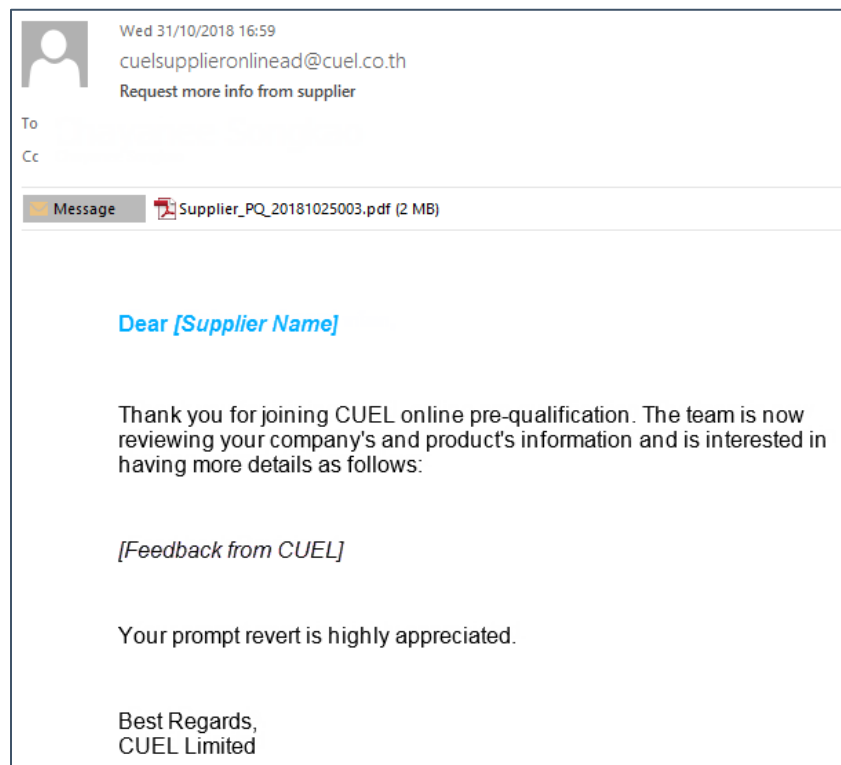 Wed 31/10/2018 16:59
cuelsupplieronlinead@cuel.co.th
Request more info from supplier
To
Cc
Message Supplier_PQ_20181025003.pdf (2 MB)
Dear [Supplier Name]
Thank you for joining CUEL online pre-qualification. The team is now
reviewing your company's and product's information and is interested in
having more details as follows:
[Feedback from CUEL]
Your prompt revert is highly appreciated.
Best Regards,
CUEL Limited